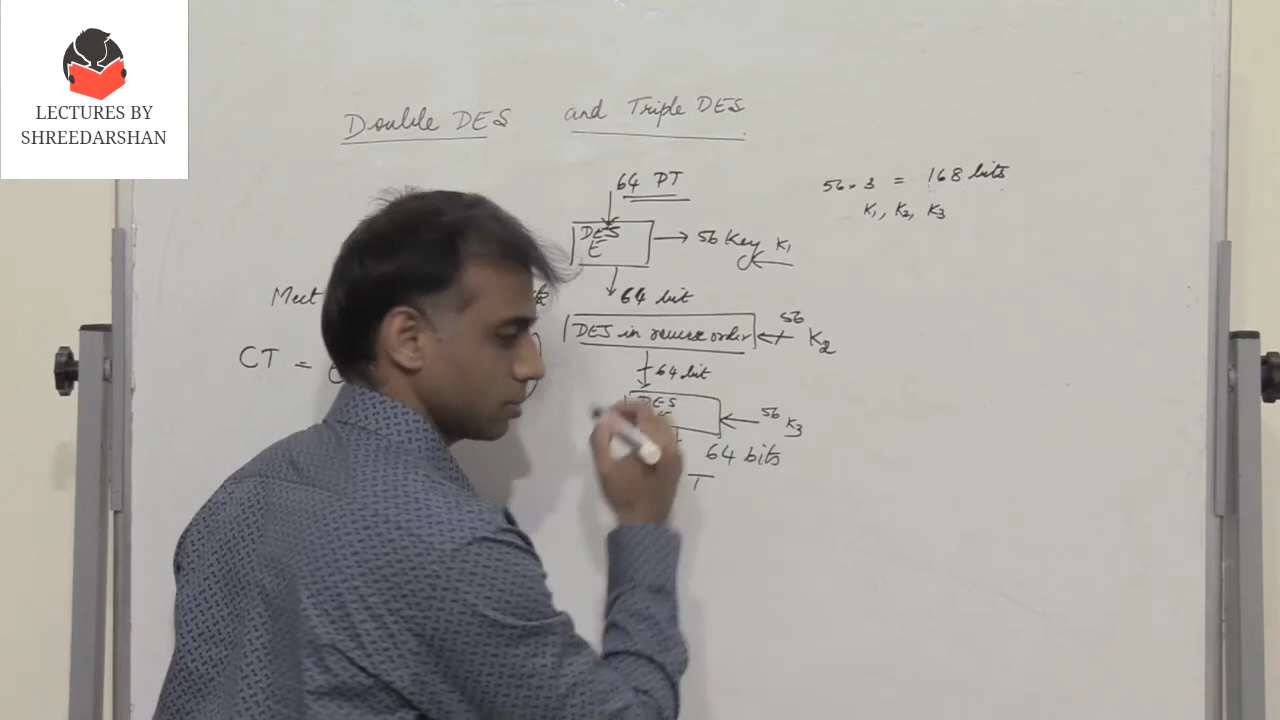 LECTURES BY
SHREEDARSHAN
Double DES and Triple DES
64 PT
56 . 3 = 168 bits
K1, K2, K3
DES
E
56 Key K1
64 bit
Meet
DES in reverse order
56
K2
CT =
64 bit
DES
56 K3
64 bits
T